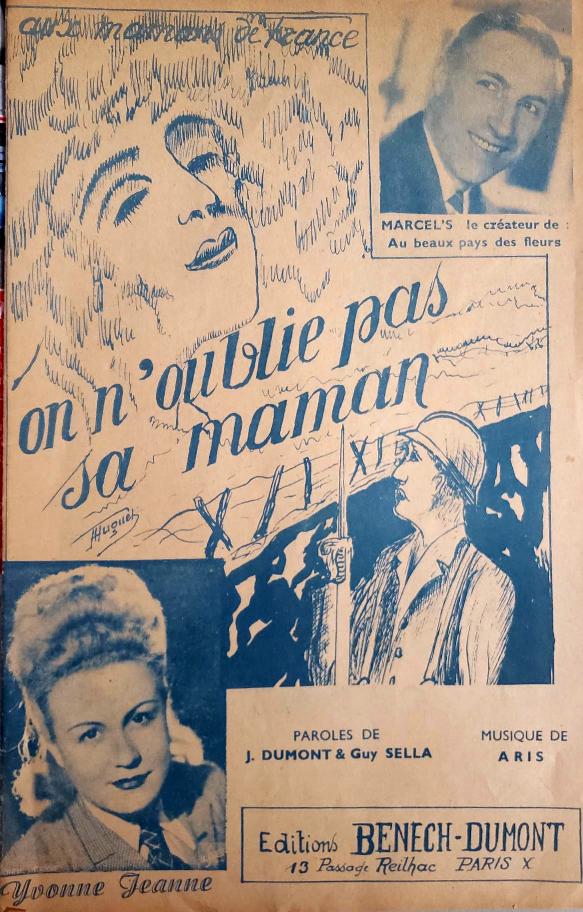 aux mamans de france
MARCEL'S le créateur de :
Au beaux pays des fleurs
on n'oublie pas
sa maman
Huguet
PAROLES DE
J. DUMONT & Guy SELLA
MUSIQUE DE
ARIS
Editions BENECH-DUMONT
13 Passage Reilhac PARIS X
Yvonne Jeanne